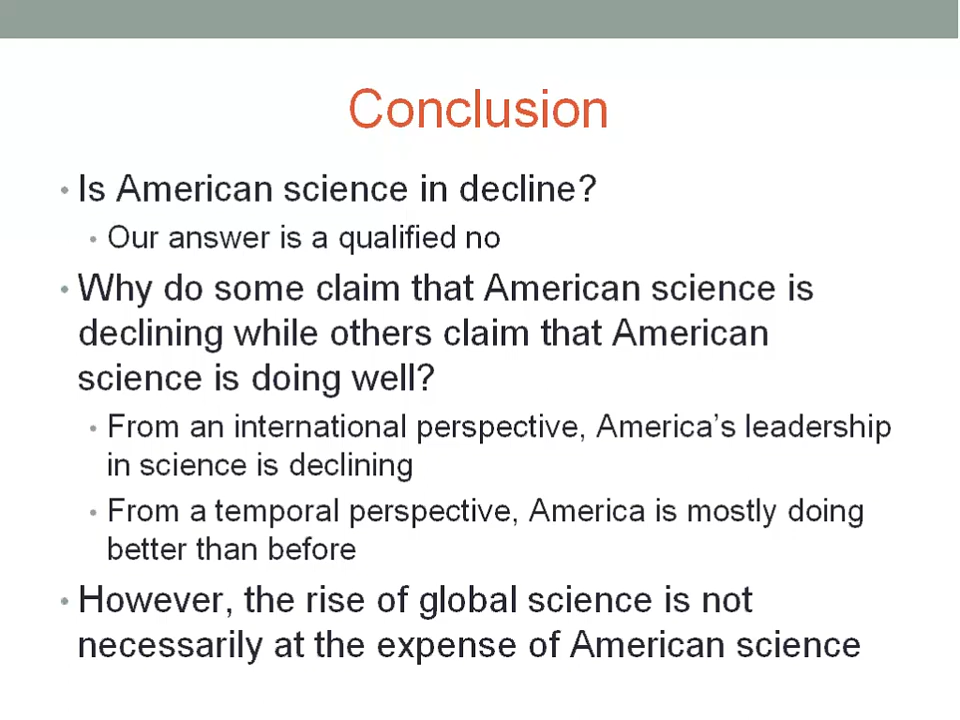 Conclusion
• Is American science in decline?
• Our answer is a qualified no
• Why do some claim that American science is
declining while others claim that American
science is doing well?
• From an international perspective, America’s leadership
in science is declining
• From a temporal perspective, America is mostly doing
better than before
• However, the rise of global science is not
necessarily at the expense of American science